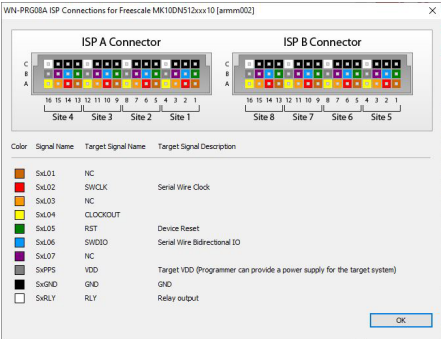 WN-PRG08A ISP Connections for Freescale MK10DN512xxx10 [armm002]
ISP A Connector ISP B Connector
C C
B B
A A
16 15 14 13 12 11 10 9 8 7 6 5 4 3 2 1 16 15 14 13 12 11 10 9 8 7 6 5 4 3 2 1
Site 4 Site 3 Site 2 Site 1 Site 8 Site 7 Site 6 Site 5
Color Signal Name Target Signal Name Target Signal Description
SxL01 NC
SxL02 SWCLK Serial Wire Clock
SxL03 NC
SxL04 CLOCKOUT
SxL05 RST Device Reset
SxL06 SWDIO Serial Wire Bidirectional IO
SxL07 NC
SxPPS VDD Target VDD (Programmer can provide a power supply for the target system)
SxGND GND GND
SxRLY RLY Relay output
OK